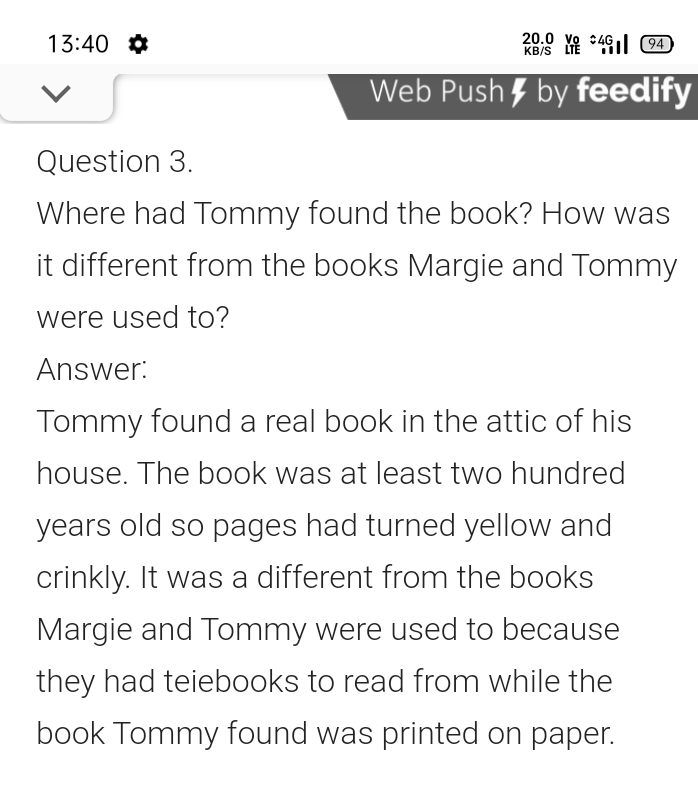 13:40
20.0 KB/S Vo LTE 4G 94
Web Push by feedify
Question 3.
Where had Tommy found the book? How was
it different from the books Margie and Tommy
were used to?
Answer:
Tommy found a real book in the attic of his
house. The book was at least two hundred
years old so pages had turned yellow and
crinkly. It was a different from the books
Margie and Tommy were used to because
they had teiebooks to read from while the
book Tommy found was printed on paper.